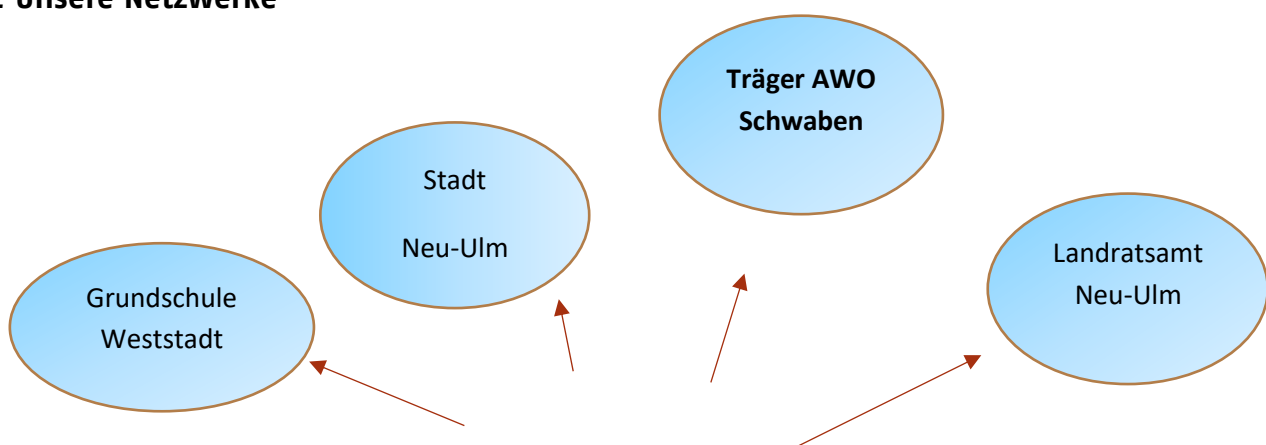 Unsere Netzwerke
Träger AWO
Schwaben
Stadt
Neu-Ulm
Landratsamt
Neu-Ulm
Grundschule
Weststadt